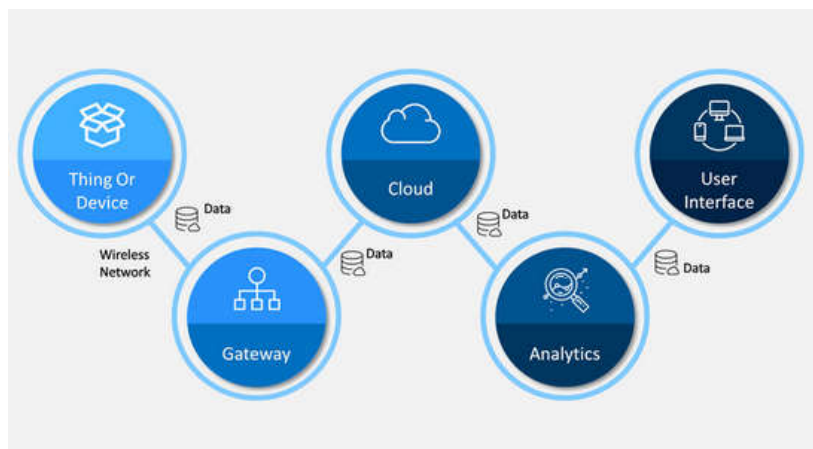 Thing Or
Device
Data
Wireless
Network
Gateway
Data
Cloud
Data
Analytics
Data
User
Interface